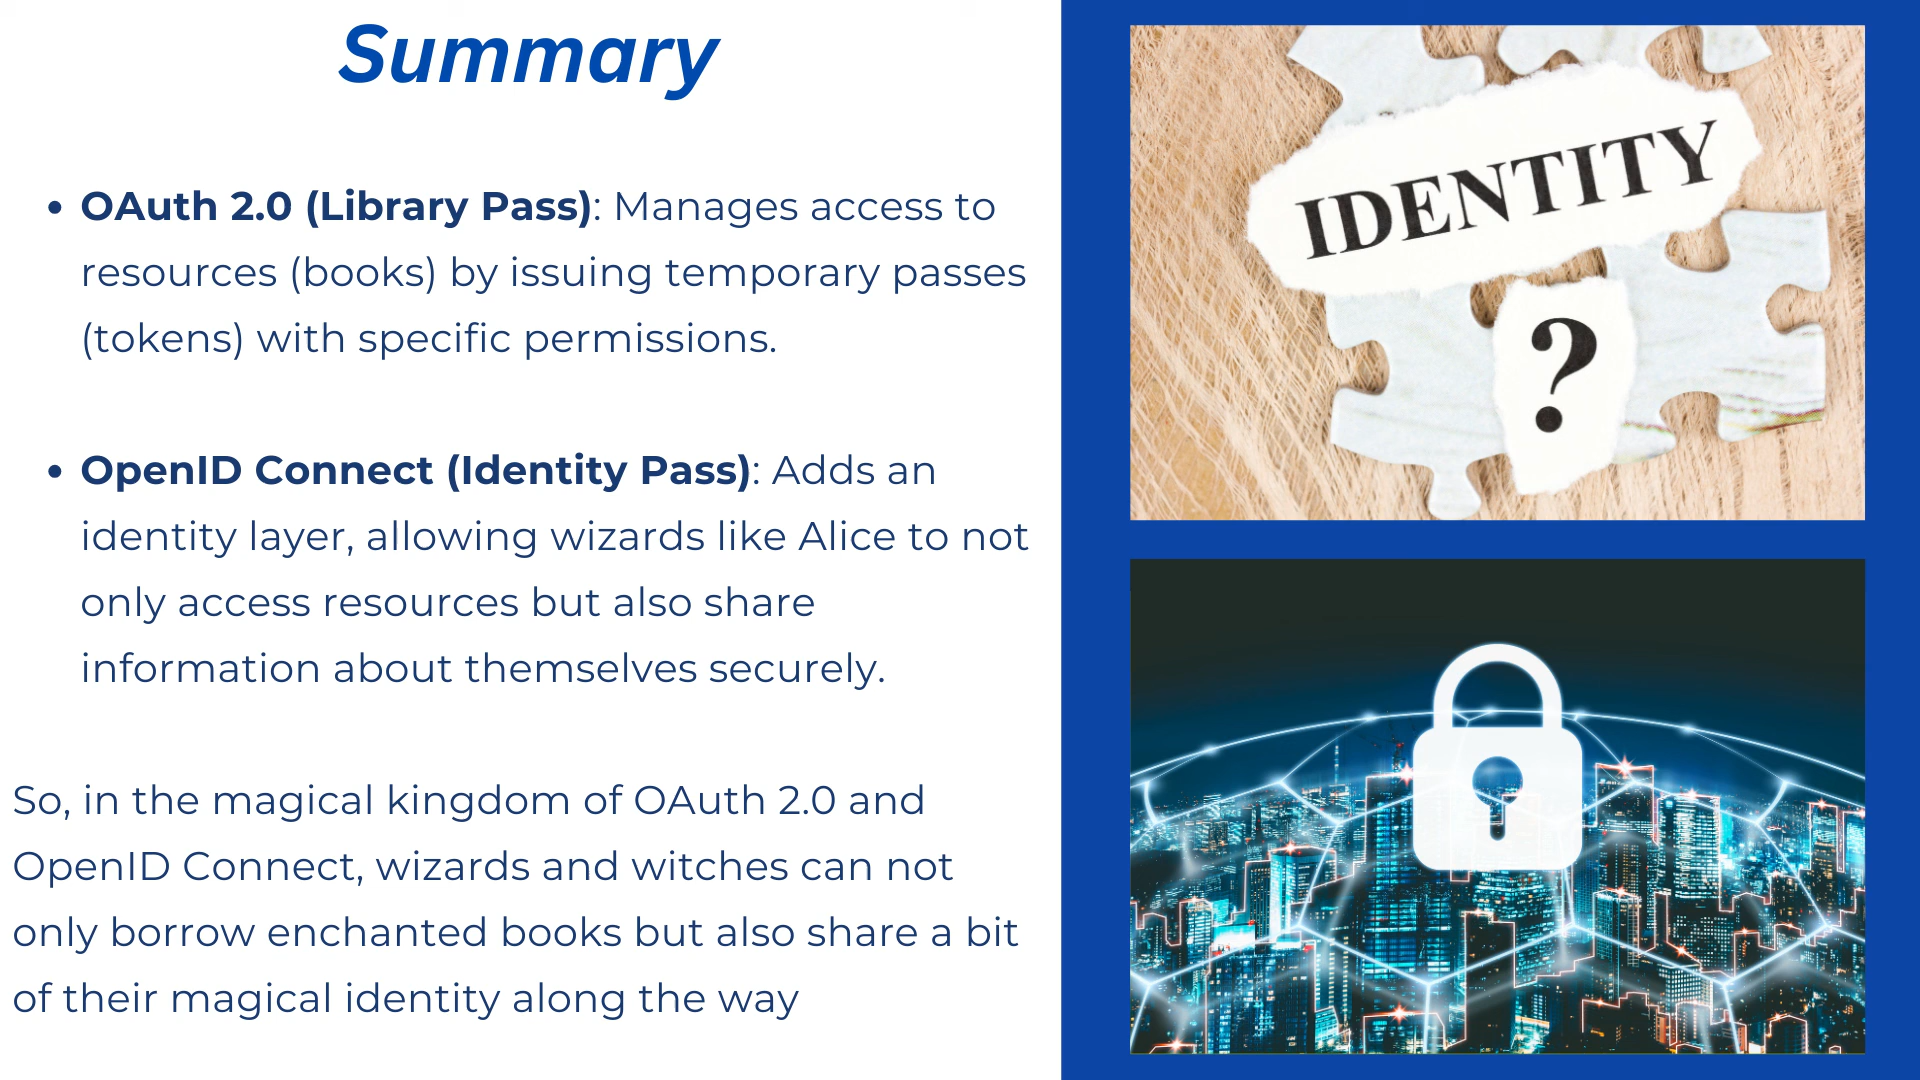 Summary
• OAuth 2.0 (Library Pass): Manages access to
resources (books) by issuing temporary passes
(tokens) with specific permissions.
• OpenID Connect (Identity Pass): Adds an
identity layer, allowing wizards like Alice to not
only access resources but also share
information about themselves securely.
So, in the magical kingdom of OAuth 2.0 and
OpenID Connect, wizards and witches can not
only borrow enchanted books but also share a bit
of their magical identity along the way
IDENTITY
?